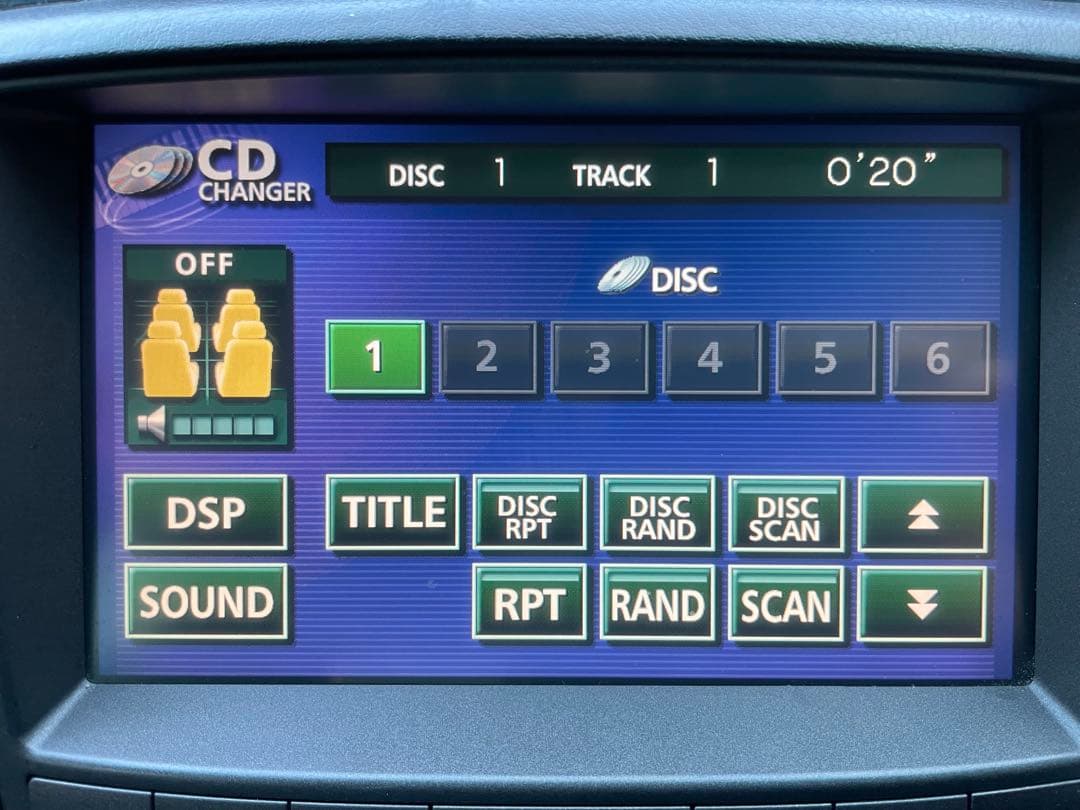 CD
CHANGER
DISC 1 TRACK 1 0'20"
OFF
DISC
1 2 3 4 5 6
DSP
TITLE
DISC
RPT
DISC
RAND
DISC
SCAN
SOUND
RPT
RAND
SCAN